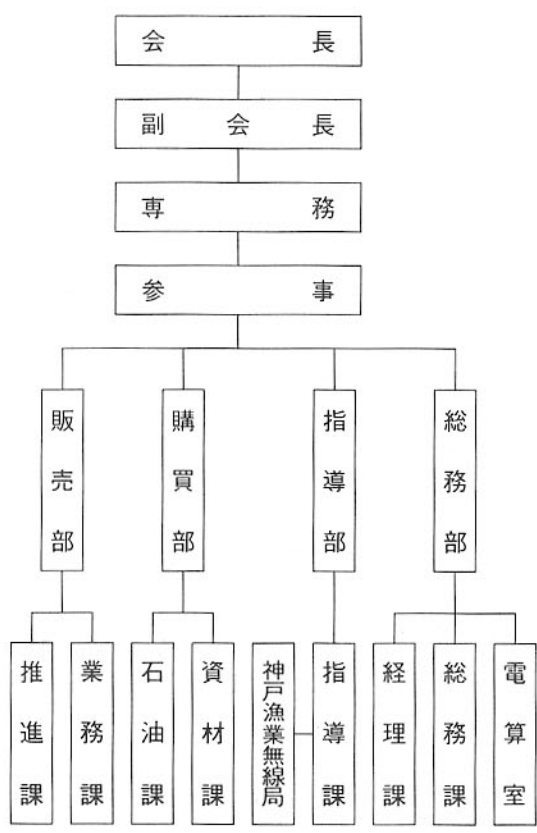 会長
副会長
専務
参事
販売部
購買部
指導部
総務部
推進課
業務課
石油課
資材課
神戸漁業無線局
指導課
経理課
総務課
電算室